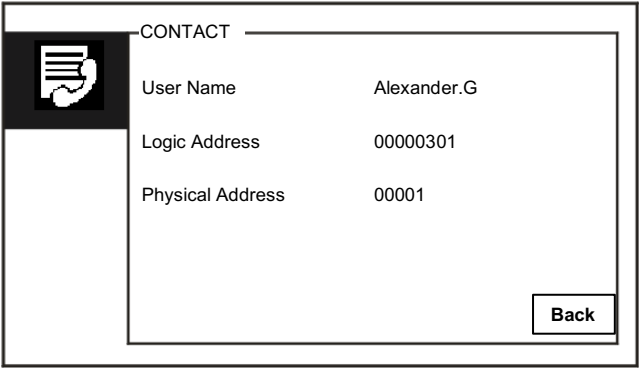 CONTACT
User Name Alexander.G
Logic Address 00000301
Physical Address 00001
Back